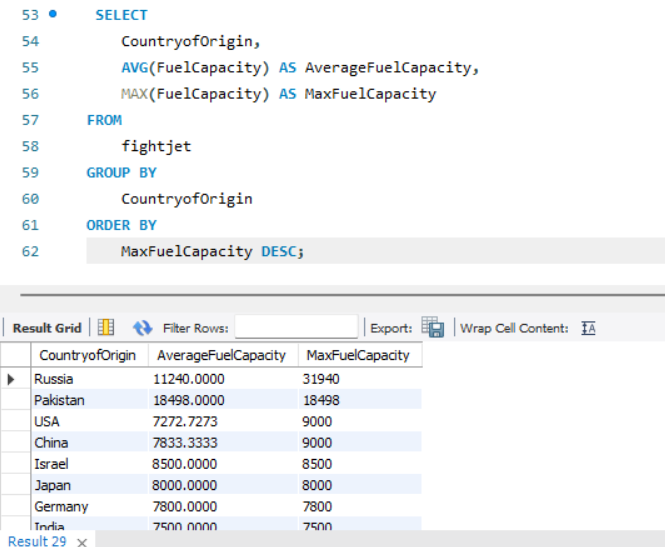 53 SELECT
54 CountryofOrigin,
55 AVG(FuelCapacity) AS AverageFuelCapacity,
56 MAX(FuelCapacity) AS MaxFuelCapacity
57 FROM
58 fightjet
59 GROUP BY
60 CountryofOrigin
61 ORDER BY
62 MaxFuelCapacity DESC;
Result Grid Filter Rows: Export: Wrap Cell Content: IA
CountryofOrigin AverageFuelCapacity MaxFuelCapacity
Russia 11240.0000 31940
Pakistan 18498.0000 18498
USA 7272.7273 9000
China 7833.3333 9000
Israel 8500.0000 8500
Japan 8000.0000 8000
Germany 7800.0000 7800
India 7500.0000 7500
Result 29